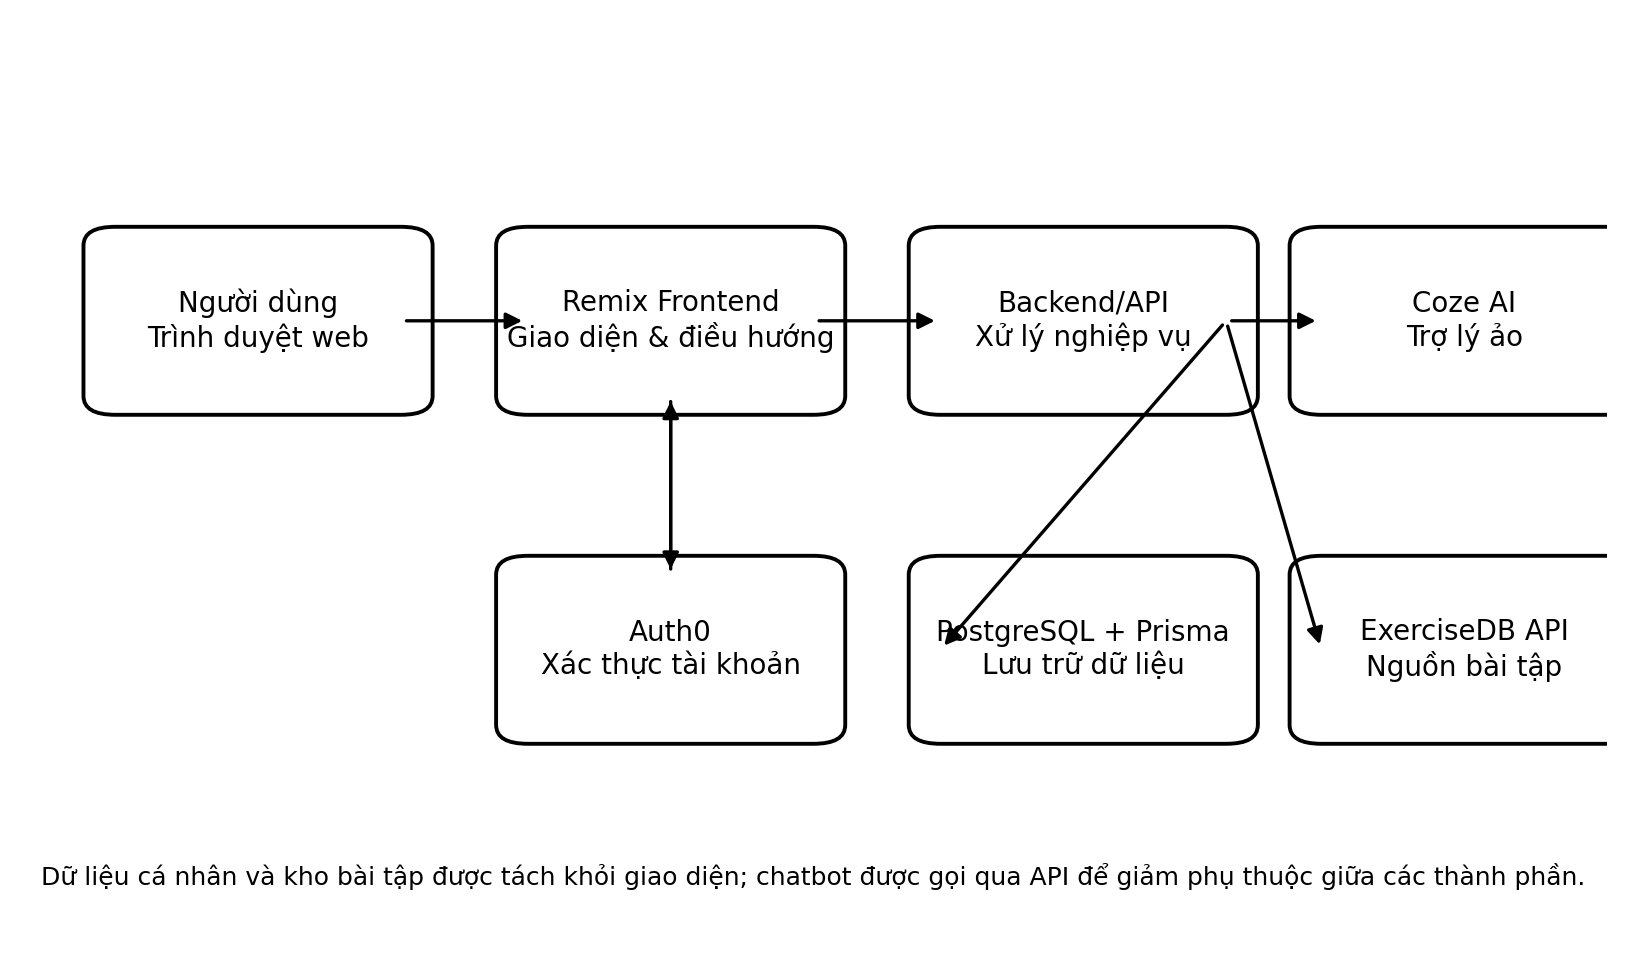 Người dùng
Trình duyệt web
Remix Frontend
Giao diện & điều hướng
Backend/API
Xử lý nghiệp vụ
Coze AI
Trợ lý ảo
Auth0
Xác thực tài khoản
PostgreSQL + Prisma
Lưu trữ dữ liệu
ExerciseDB API
Nguồn bài tập
Dữ liệu cá nhân và kho bài tập được tách khỏi giao diện; chatbot được gọi qua API để giảm phụ thuộc giữa các thành phần.